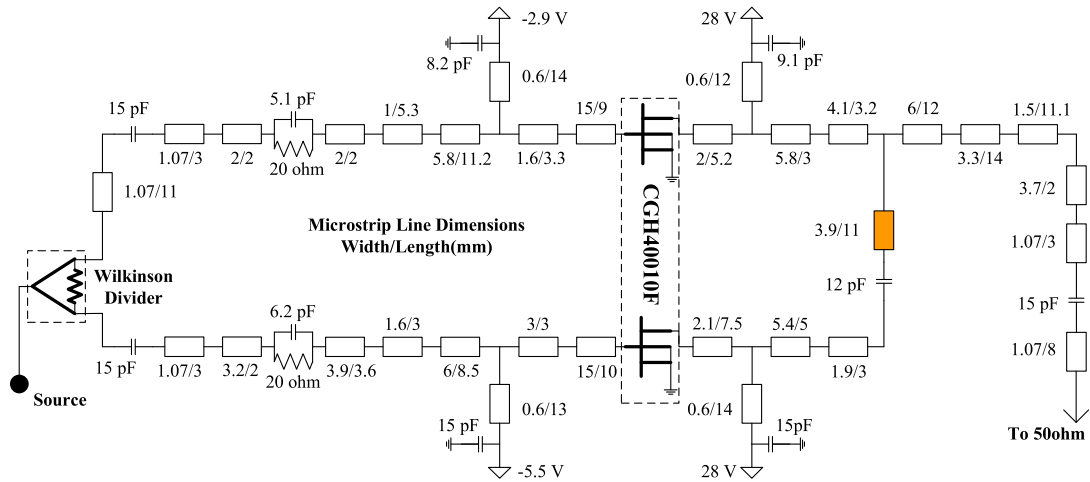 -2.9 V
28 V
8.2 pF
0.6/14
0.6/12
9.1 pF
15 pF
5.1 pF
1/5.3
15/9
4.1/3.2
6/12
1.5/11.1
1.07/3
2/2
20 ohm
2/2
5.8/11.2
1.6/3.3
2/5.2
5.8/3
3.3/14
3.7/2
1.07/11
CGH40010F
Microstrip Line Dimensions
Width/Length(mm)
3.9/11
1.07/3
Wilkinson
Divider
12 pF
15 pF
6.2 pF
1.6/3
3/3
2.1/7.5
5.4/5
1.07/8
15 pF
1.07/3
3.2/2
20 ohm
3.9/3.6
6/8.5
15/10
1.9/3
Source
0.6/13
0.6/14
15 pF
15pF
To 50ohm
-5.5 V
28 V